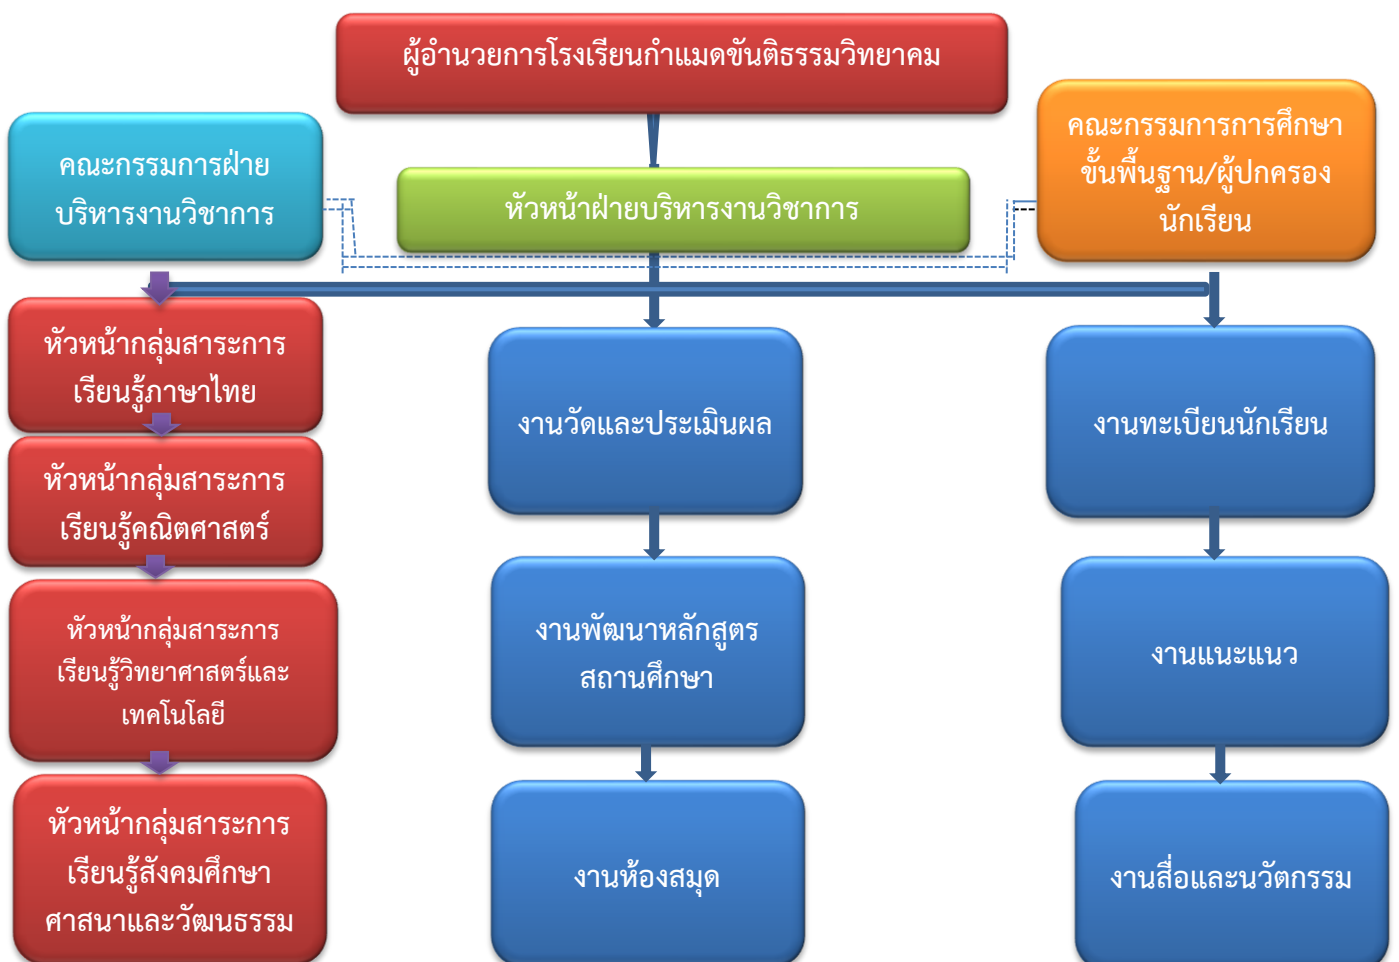 ผู้อำนวยการโรงเรียนกำแมดขันติธรรมวิทยาคม
คณะกรรมการฝ่าย
บริหารงานวิชาการ
หัวหน้าฝ่ายบริหารงานวิชาการ
คณะกรรมการการศึกษา
ขั้นพื้นฐาน/ผู้ปกครอง
นักเรียน
หัวหน้ากลุ่มสาระการ
เรียนรู้ภาษาไทย
หัวหน้ากลุ่มสาระการ
เรียนรู้คณิตศาสตร์
หัวหน้ากลุ่มสาระการ
เรียนรู้วิทยาศาสตร์และ
เทคโนโลยี
หัวหน้ากลุ่มสาระการ
เรียนรู้สังคมศึกษา
ศาสนาและวัฒนธรรม
งานวัดและประเมินผล
งานพัฒนาหลักสูตร
สถานศึกษา
งานห้องสมุด
งานทะเบียนนักเรียน
งานแนะแนว
งานสื่อและนวัตกรรม